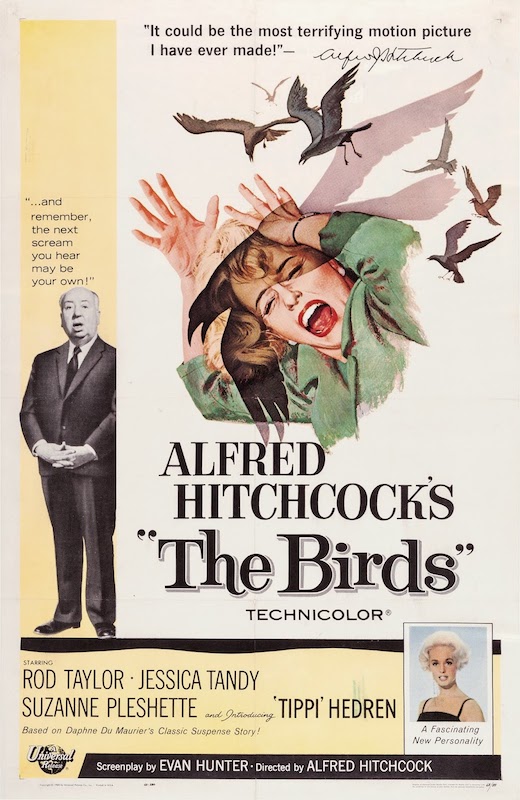 "It could be the most terrifying motion picture
I have ever made!"— Alfred J Hitchcock
"...and
remember,
the next
scream
you hear
may be
your own!"
ALFRED
HITCHCOCK'S
"The Birds"
TECHNICOLOR®
STARRING
ROD TAYLOR · JESSICA TANDY
SUZANNE PLESHETTE and Introducing 'TIPPI' HEDREN
Based on Daphne Du Maurier's Classic Suspense Story!
A Fascinating
New Personality
Universal
Release
Screenplay by EVAN HUNTER · Directed by ALFRED HITCHCOCK